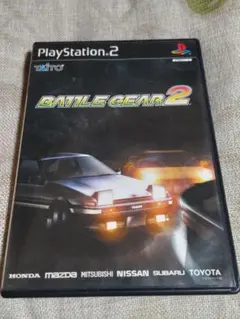 PlayStation.2
TAITO
BATTLE GEAR 2
HONDA mazda MITSUBISHI NISSAN SUBARU TOYOTA